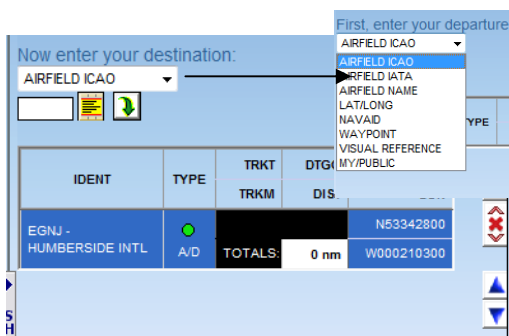 First, enter your departure
AIRFIELD ICAO
AIRFIELD ICAO
AIRFIELD IATA
AIRFIELD NAME
LAT/LONG
NAVAID
WAYPOINT
VISUAL REFERENCE
MY/PUBLIC
Now enter your destination:
AIRFIELD ICAO
YPE
IDENT
TYPE
TRKT
DTG
TRKM
DIS
EGNJ -
HUMBERSIDE INTL
A/D
TOTALS:
0 nm
N53342800
W000210300
S
H